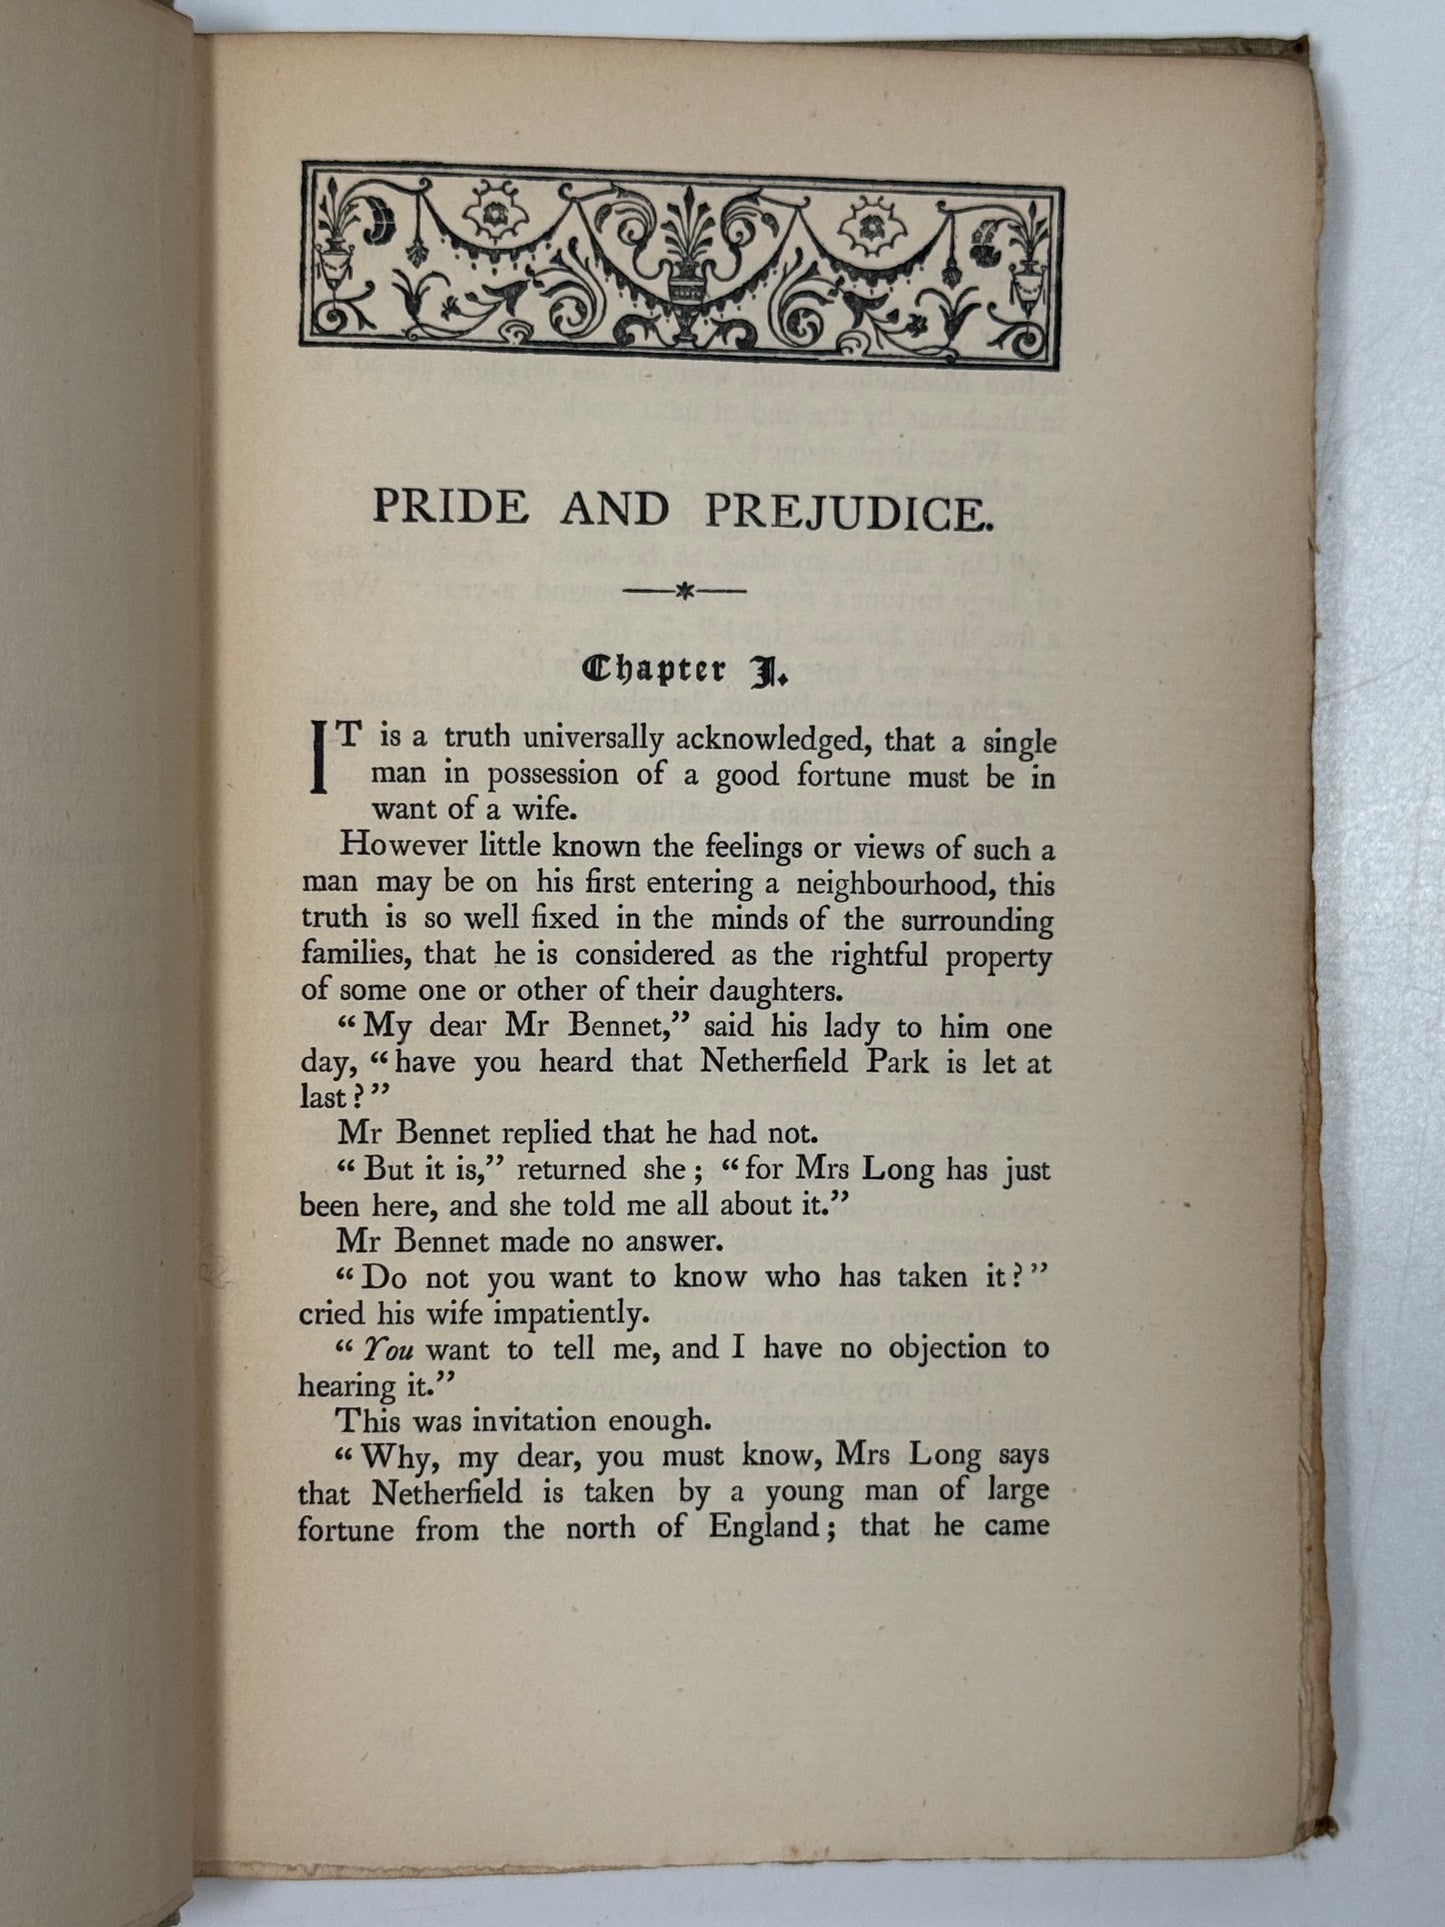 PRIDE AND PREJUDICE.
Chapter I.
IT is a truth universally acknowledged, that a single
man in possession of a good fortune must be in
want of a wife.
However little known the feelings or views of such a
man may be on his first entering a neighbourhood, this
truth is so well fixed in the minds of the surrounding
families, that he is considered as the rightful property
of some one or other of their daughters.
“My dear Mr Bennet,” said his lady to him one
day, “have you heard that Netherfield Park is let at
last?”
Mr Bennet replied that he had not.
“But it is,” returned she; “for Mrs Long has just
been here, and she told me all about it.”
Mr Bennet made no answer.
“Do not you want to know who has taken it?”
cried his wife impatiently.
“You want to tell me, and I have no objection to
hearing it.”
This was invitation enough.
“Why, my dear, you must know, Mrs Long says
that Netherfield is taken by a young man of large
fortune from the north of England; that he came